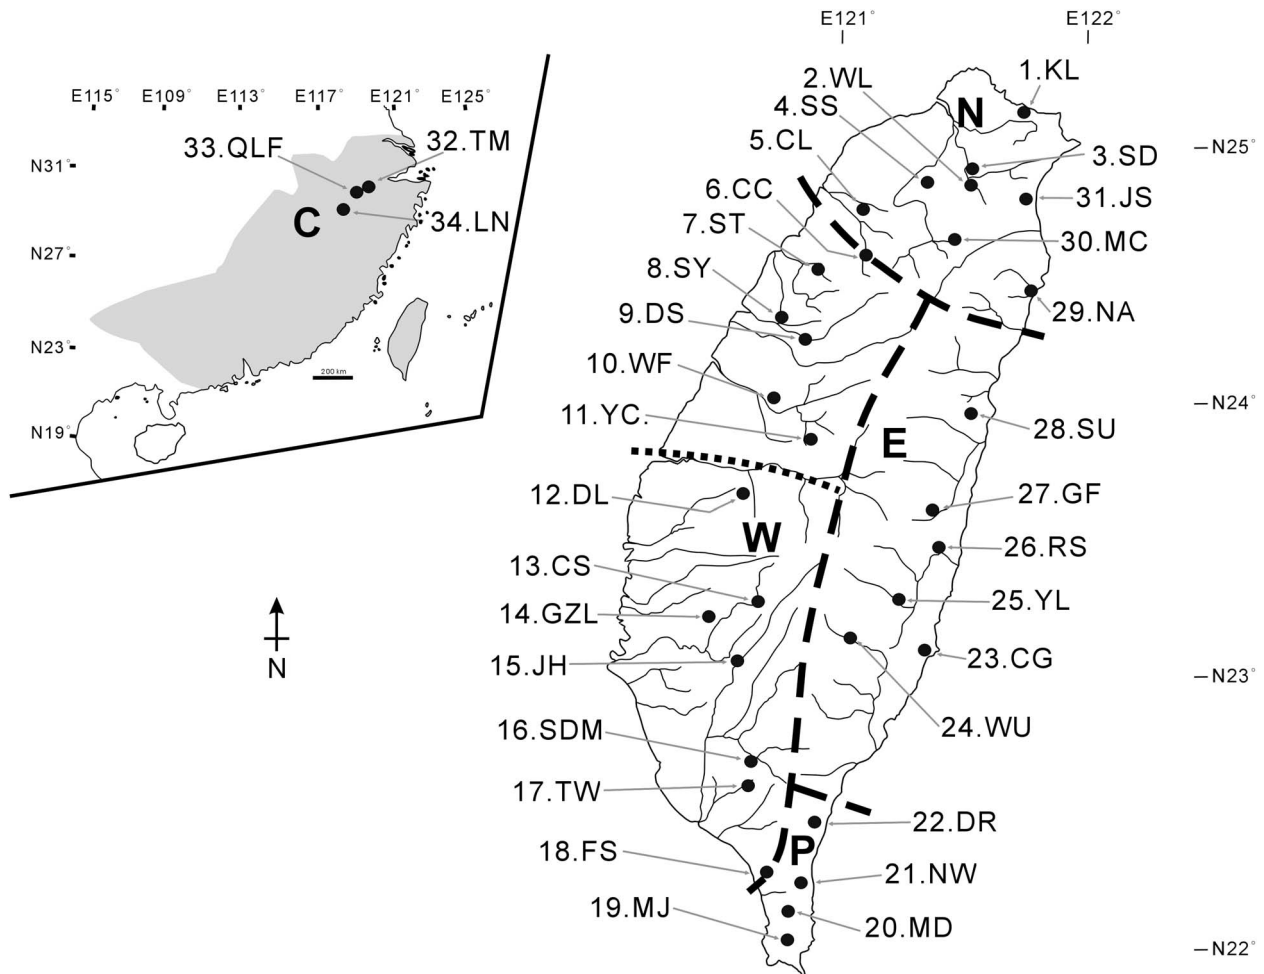 E121°
E122°
E115°
E109°
E113°
E117°
E121°
E125°
N31°
N27°
N23°
N19°
33.QLF
32.TM
34.LN
C
200 km
N
1.KL
2.WL
4.SS
5.CL
6.CC
7.ST
8.SY
9.DS
10.WF
11.YC.
12.DL
13.CS
14.GZL
15.JH
16.SDM
17.TW
18.FS
19.MJ
N
3.SD
31.JS
30.MC
29.NA
28.SU
E
27.GF
W
26.RS
25.YL
23.CG
24.WU
22.DR
P
21.NW
20.MD
N25°
N24°
N23°
N22°